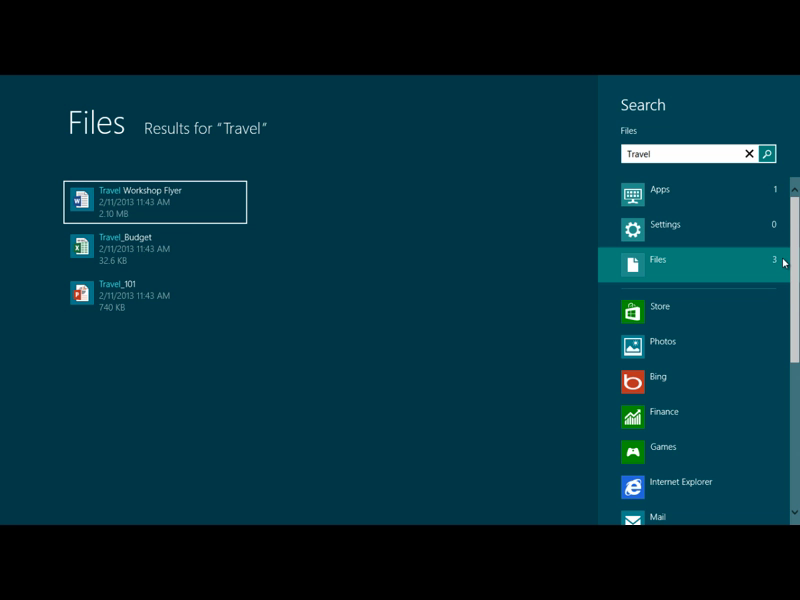 Files Results for “Travel”
Travel Workshop Flyer
2/11/2013 11:43 AM
2.10 MB
Travel_Budget
2/11/2013 11:43 AM
32.6 KB
Travel_101
2/11/2013 11:43 AM
740 KB
Search
Files
Travel
Apps 1
Settings 0
Files 3
Store
Photos
Bing
Finance
Games
Internet Explorer
Mail